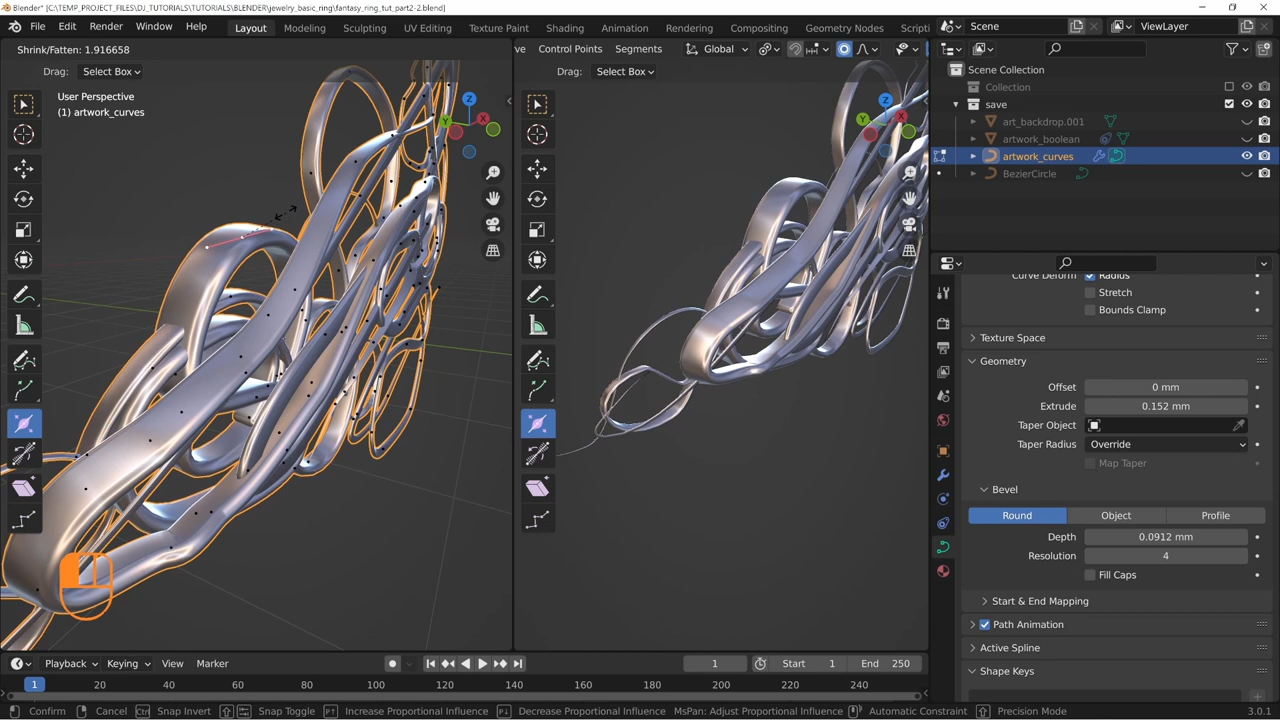 Blender* [C:\TEMP_PROJECT_FILES\DJ_TUTORIALS\TUTORIALS\BLENDER\jewelry_basic_ring\fantasy_ring_tut_part2-2.blend]
File Edit Render Window Help Layout Modeling Sculpting UV Editing Texture Paint Shading Animation Rendering Compositing Geometry Nodes Scripti Scene ViewLayer
Shrink/Fatten: 1.916658
ve Control Points Segments Global
Drag: Select Box
Drag: Select Box
User Perspective
(1) artwork_curves
Z
Y
X
Z
Y
X
Scene Collection
Collection
save
art_backdrop.001
artwork_boolean
artwork_curves
BezierCircle
Curve Deform Radius
Stretch
Bounds Clamp
Texture Space
Geometry
Offset 0 mm
Extrude 0.152 mm
Taper Object
Taper Radius Override
Map Taper
Bevel
Round Object Profile
Depth 0.0912 mm
Resolution 4
Fill Caps
Start & End Mapping
Path Animation
Active Spline
Shape Keys
Playback Keying View Marker 1 Start 1 End 250
1 20 40 60 80 100 120 140 160 180 200 220 240
Confirm Cancel Ctrl Snap Invert Snap Toggle Increase Proportional Influence Decrease Proportional Influence MsPan: Adjust Proportional Influence Automatic Constraint Precision Mode 3.0.1